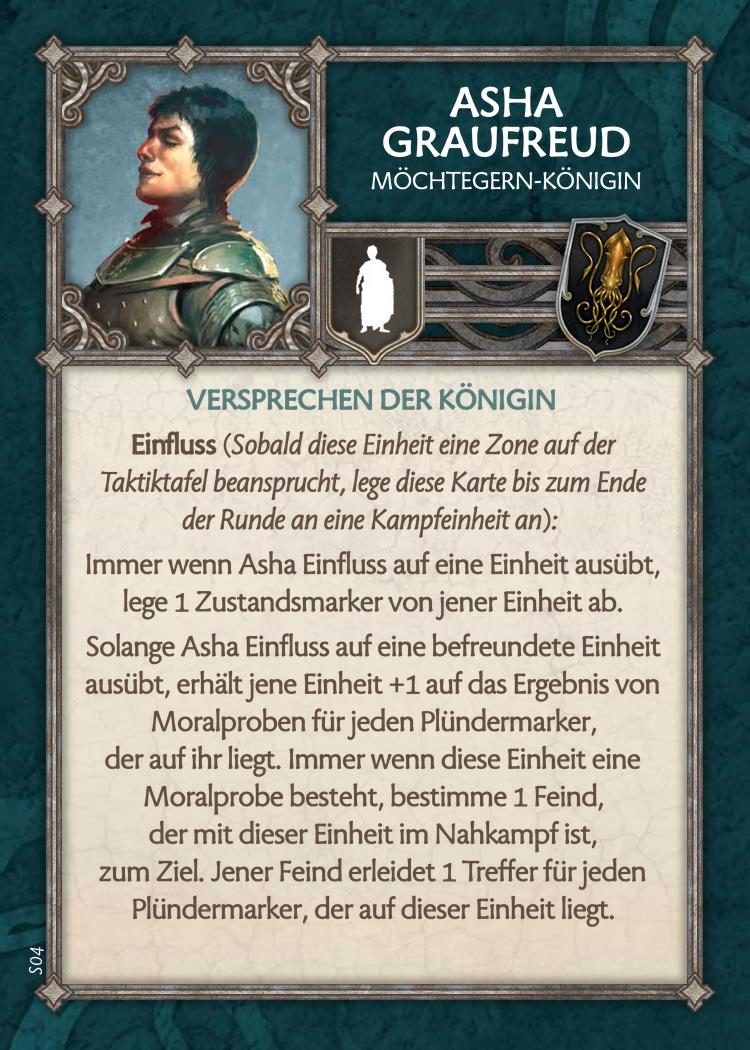 ASHA
GRAUFREUD
MÖCHTEGERN-KÖNIGIN
VERSPRECHEN DER KÖNIGIN
Einfluss (Sobald diese Einheit eine Zone auf der
Taktiktafel beansprucht, lege diese Karte bis zum Ende
der Runde an eine Kampfeinheit an):
Immer wenn Asha Einfluss auf eine Einheit ausübt,
lege 1 Zustandsmarker von jener Einheit ab.
Solange Asha Einfluss auf eine befreundete Einheit
ausübt, erhält jene Einheit +1 auf das Ergebnis von
Moralproben für jeden Plündermarker,
der auf ihr liegt. Immer wenn diese Einheit eine
Moralprobe besteht, bestimme 1 Feind,
der mit dieser Einheit im Nahkampf ist,
zum Ziel. Jener Feind erleidet 1 Treffer für jeden
Plündermarker, der auf dieser Einheit liegt.
S04